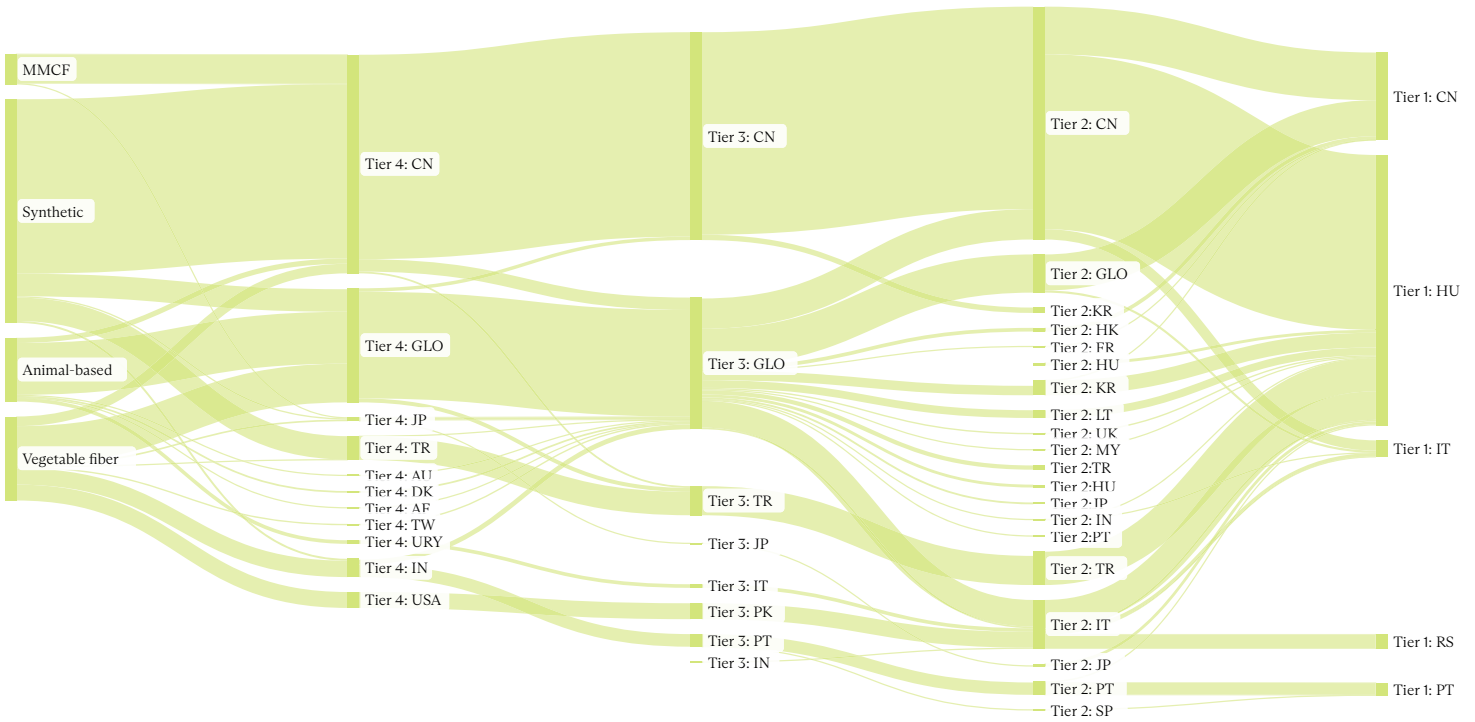 MMCF
Synthetic
Animal-based
Vegetable fiber
Tier 4: CN
Tier 4: GLO
Tier 4: JP
Tier 4: TR
Tier 4: AU
Tier 4: DK
Tier 4: AE
Tier 4: TW
Tier 4: URY
Tier 4: IN
Tier 4: USA
Tier 3: CN
Tier 3: GLO
Tier 3: TR
Tier 3: JP
Tier 3: IT
Tier 3: PK
Tier 3: PT
Tier 3: IN
Tier 2: CN
Tier 2: GLO
Tier 2:KR
Tier 2: HK
Tier 2: FR
Tier 2: HU
Tier 2: KR
Tier 2: LT
Tier 2: UK
Tier 2: MY
Tier 2:TR
Tier 2:HU
Tier 2:JP
Tier 2: IN
Tier 2:PT
Tier 2: TR
Tier 2: IT
Tier 2: JP
Tier 2: PT
Tier 2: SP
Tier 1: CN
Tier 1: HU
Tier 1: IT
Tier 1: RS
Tier 1: PT